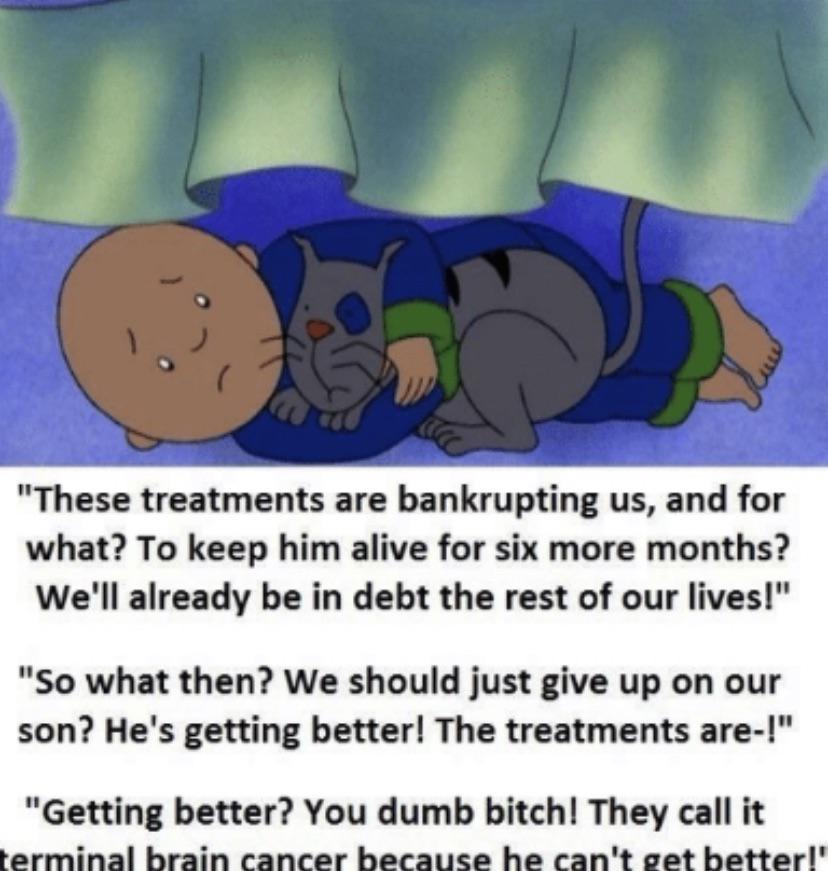 "These treatments are bankrupting us, and for
what? To keep him alive for six more months?
We'll already be in debt the rest of our lives!"
"So what then? We should just give up on our
son? He's getting better! The treatments are-!"
"Getting better? You dumb bitch! They call it
terminal brain cancer because he can't get better!"